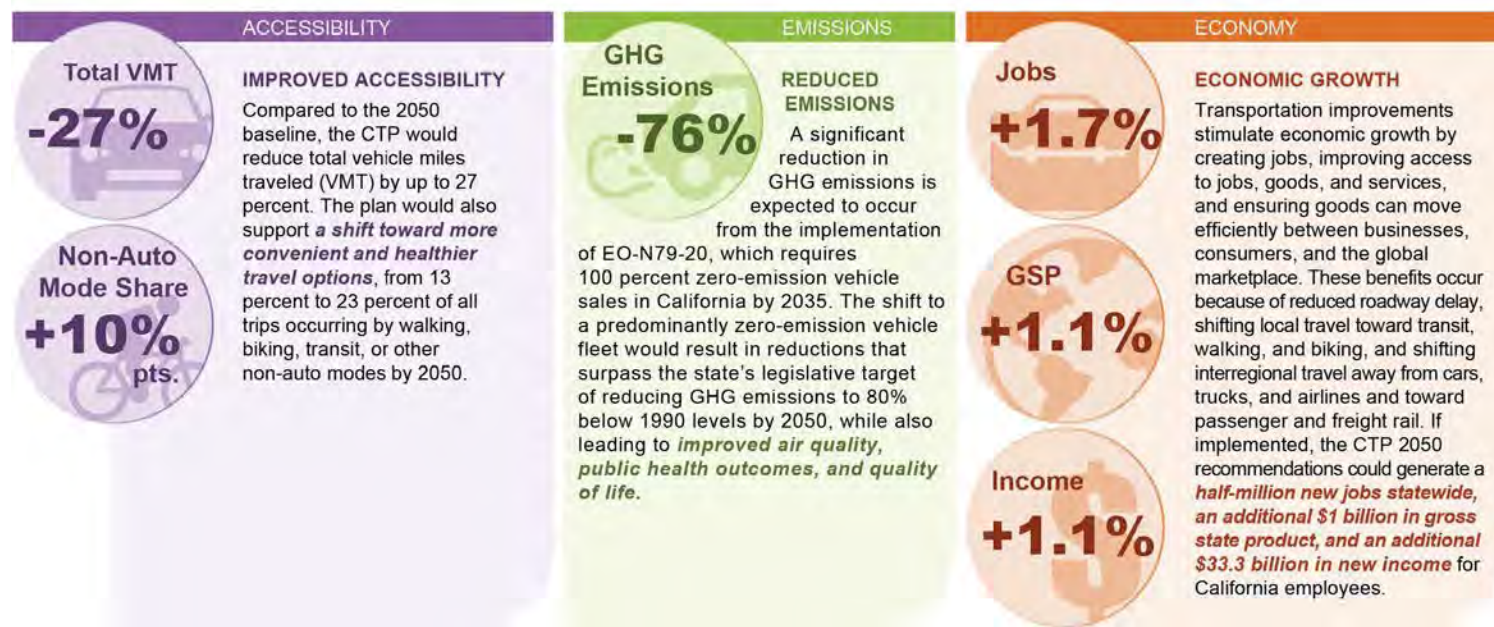 ACCESSIBILITY
Total VMT
-27%
Non-Auto
Mode Share
+10%
pts.
IMPROVED ACCESSIBILITY
Compared to the 2050
baseline, the CTP would
reduce total vehicle miles
traveled (VMT) by up to 27
percent. The plan would also
support a shift toward more
convenient and healthier
travel options, from 13
percent to 23 percent of all
trips occurring by walking,
biking, transit, or other
non-auto modes by 2050.
EMISSIONS
GHG
Emissions
-76%
REDUCED
EMISSIONS
A significant
reduction in
GHG emissions is
expected to occur
from the implementation
of EO-N79-20, which requires
100 percent zero-emission vehicle
sales in California by 2035. The shift to
a predominantly zero-emission vehicle
fleet would result in reductions that
surpass the state's legislative target
of reducing GHG emissions to 80%
below 1990 levels by 2050, while also
leading to improved air quality,
public health outcomes, and quality
of life.
ECONOMY
Jobs
+1.7%
GSP
+1.1%
Income
+1.1%
ECONOMIC GROWTH
Transportation improvements
stimulate economic growth by
creating jobs, improving access
to jobs, goods, and services,
and ensuring goods can move
efficiently between businesses,
consumers, and the global
marketplace. These benefits occur
because of reduced roadway delay,
shifting local travel toward transit,
walking, and biking, and shifting
interregional travel away from cars,
trucks, and airlines and toward
passenger and freight rail. If
implemented, the CTP 2050
recommendations could generate a
half-million new jobs statewide,
an additional $1 billion in gross
state product, and an additional
$33.3 billion in new income for
California employees.